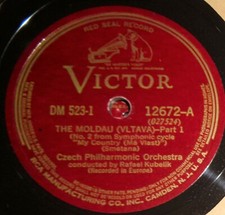 RED SEAL RECORD
VICTOR
DM 523-1
12672-A
(027524)
THE MOLDAU (VLTAVA)—Part 1
(No. 2 from Symphonic cycle
"My Country (Má Vlast)")
(Smetana)
Czech Philharmonic Orchestra
conducted by Rafael Kubelik
(Recorded in Europe)
RCA MANUFACTURING CO., INC., CAMDEN, N. J., U. S. A.